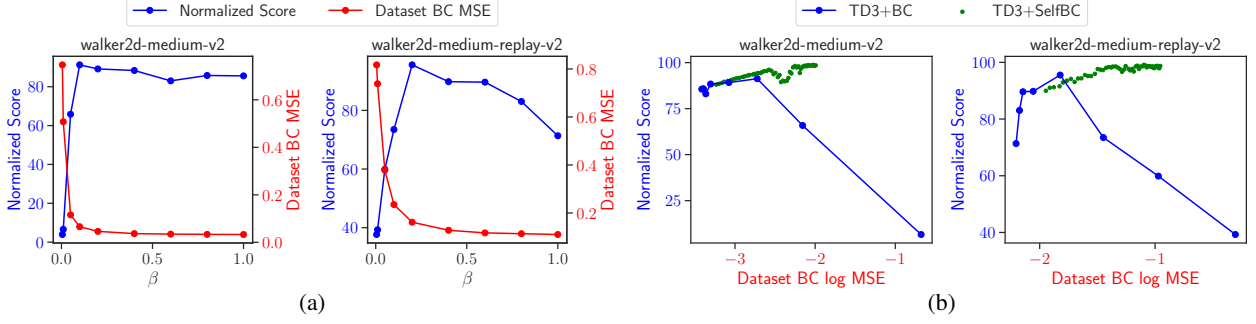 Normalized Score Dataset BC MSE
TD3+BC TD3+SelfBC
walker2d-medium-v2
walker2d-medium-replay-v2
walker2d-medium-v2
walker2d-medium-replay-v2
Normalized Score
0
20
40
60
80
0.0
0.2
0.4
0.6
Dataset BC MSE
0.0 0.5 1.0
β
Normalized Score
40
60
80
0.2
0.4
0.6
0.8
Dataset BC MSE
0.0 0.5 1.0
β
Normalized Score
25
50
75
100
−3 −2 −1
Dataset BC log MSE
Normalized Score
40
60
80
100
−2 −1
Dataset BC log MSE
(a)
(b)